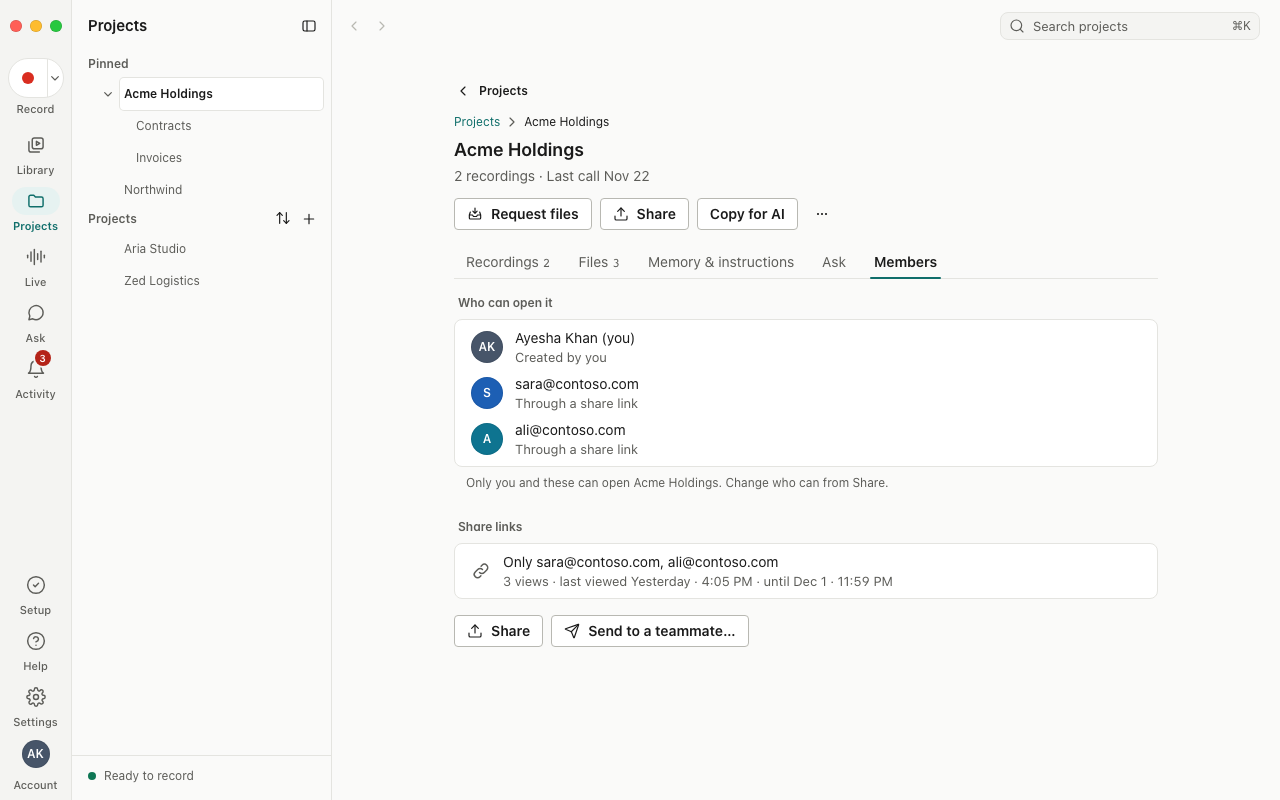 Record
Library
Projects
Live
Ask
3
Activity
Setup
Help
Settings
AK
Account
Projects
Pinned
Acme Holdings
Contracts
Invoices
Northwind
Projects
Aria Studio
Zed Logistics
Ready to record
Search projects ⌘K
Projects
Projects Acme Holdings
Acme Holdings
2 recordings · Last call Nov 22
Request files Share Copy for AI ...
Recordings 2 Files 3 Memory & instructions Ask Members
Who can open it
AK Ayesha Khan (you)
Created by you
S sara@contoso.com
Through a share link
A ali@contoso.com
Through a share link
Only you and these can open Acme Holdings. Change who can from Share.
Share links
Only sara@contoso.com, ali@contoso.com
3 views · last viewed Yesterday · 4:05 PM · until Dec 1 · 11:59 PM
Share Send to a teammate...